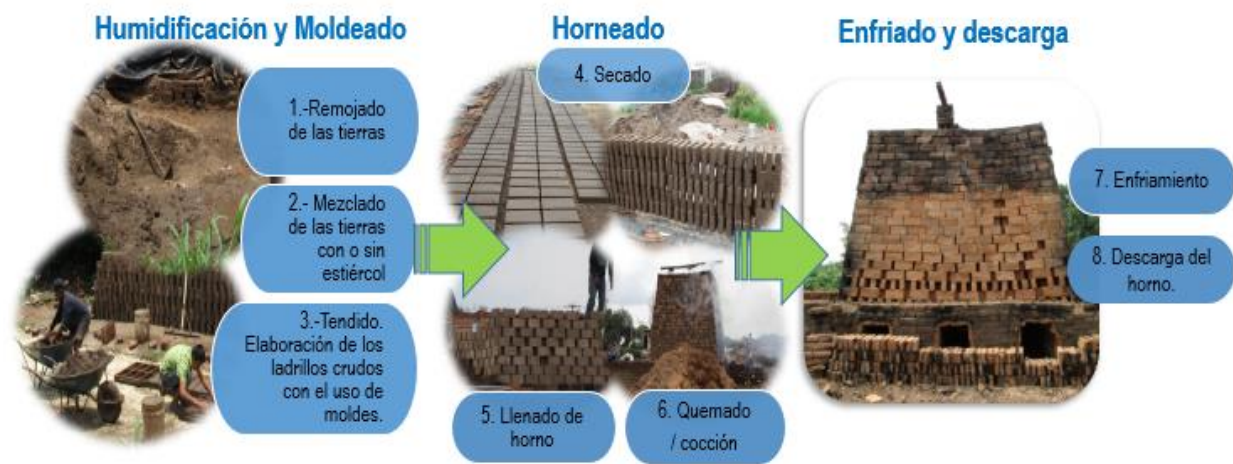 Humidificación y Moldeado
1.-Remojado
de las tierras
2.- Mezclado
de las tierras
con o sin
estiércol
3.-Tendido.
Elaboración de los
ladrillos crudos
con el uso de
moldes.
Horneado
4. Secado
5. Llenado de
horno
6. Quemado
/ cocción
Enfriado y descarga
7. Enfriamiento
8. Descarga del
horno.